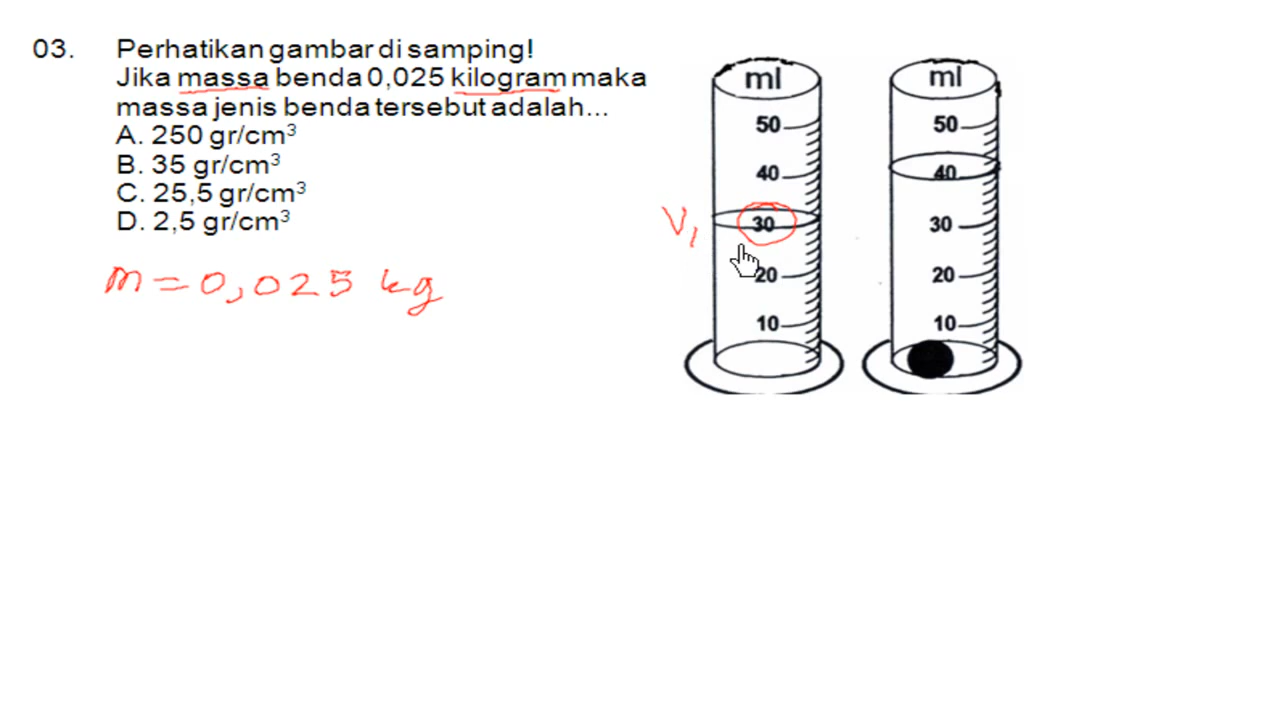 03. Perhatikan gambar di samping!
Jika massa benda 0,025 kilogram maka
massa jenis benda tersebut adalah...
A. 250 gr/cm³
B. 35 gr/cm³
C. 25,5 gr/cm³
D. 2,5 gr/cm³
m = 0,025 kg
ml
50
40
V₁ 30
20
10
ml
50
40
30
20
10